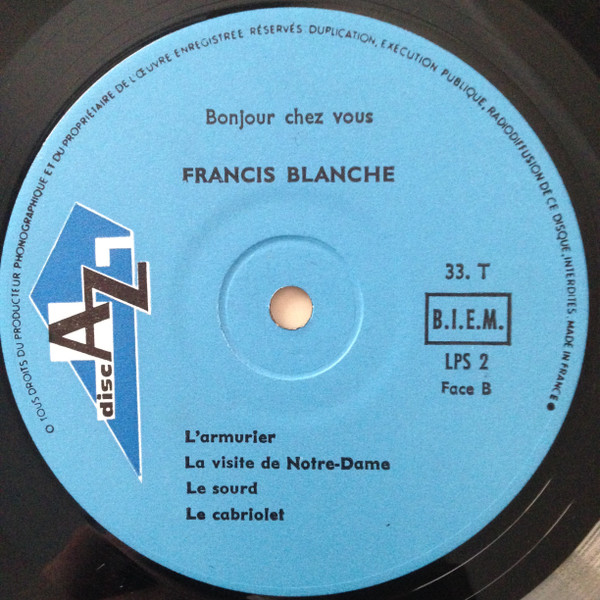 © TOUS DROITS DU PRODUCTEUR PHONOGRAPHIQUE ET DU PROPRIÉTAIRE DE L'ŒUVRE ENREGISTRÉE RÉSERVÉS. DUPLICATION, EXÉCUTION PUBLIQUE, RADIODIFFUSION DE CE DISQUE, INTERDITES. MADE IN FRANCE
Bonjour chez vous
FRANCIS BLANCHE
disc AZ
33. T
B.I.E.M.
LPS 2
Face B
L'armurier
La visite de Notre-Dame
Le sourd
Le cabriolet